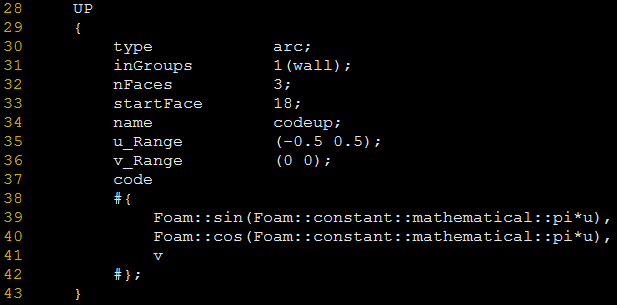 28 UP
29 {
30 type arc;
31 inGroups 1(wall);
32 nFaces 3;
33 startFace 18;
34 name codeup;
35 u_Range (-0.5 0.5);
36 v_Range (0 0);
37 code
38 #{
39 Foam::sin(Foam::constant::mathematical::pi*u),
40 Foam::cos(Foam::constant::mathematical::pi*u),
41 v
42 #};
43 }